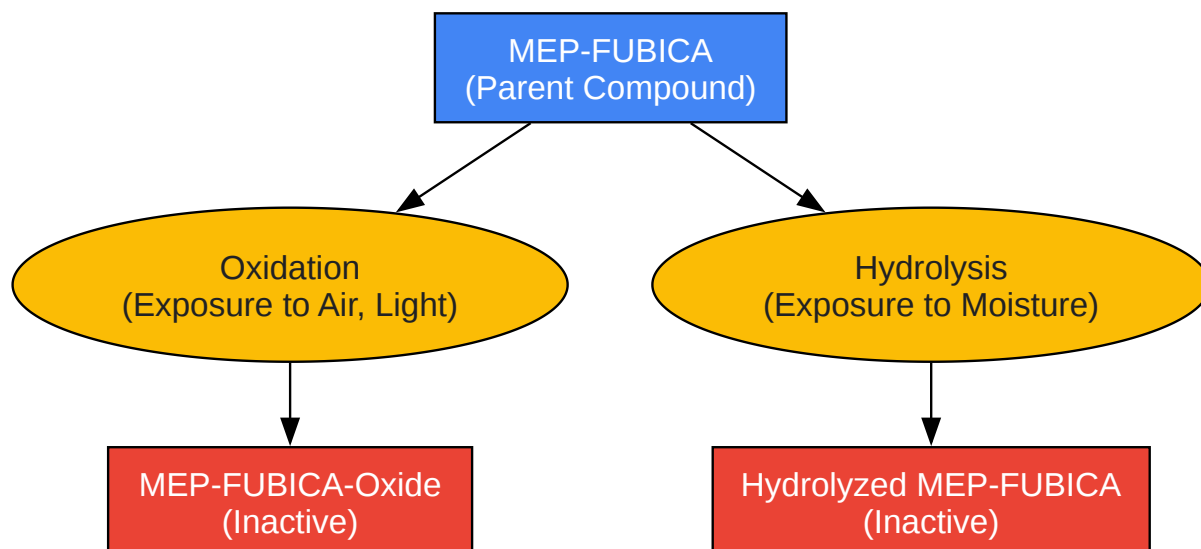 MEP-FUBICA
(Parent Compound)
Oxidation
(Exposure to Air, Light)
Hydrolysis
(Exposure to Moisture)
MEP-FUBICA-Oxide
(Inactive)
Hydrolyzed MEP-FUBICA
(Inactive)